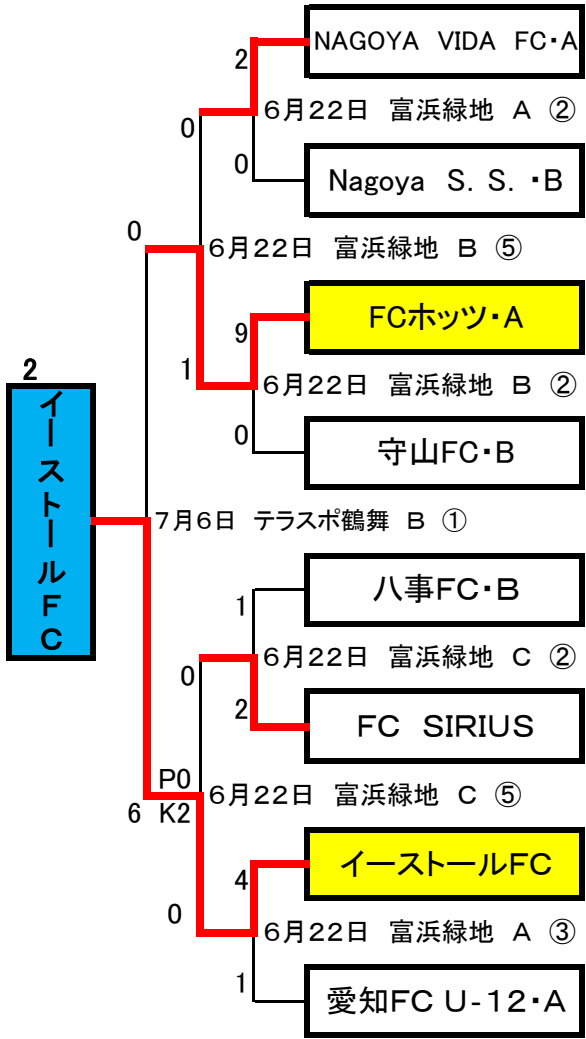 NAGOYA VIDA FC・A
2
6月22日 富浜緑地 A ②
0
0
Nagoya S. S. ・B
0
6月22日 富浜緑地 B ⑤
FCホッツ・A
9
1
6月22日 富浜緑地 B ②
2
0
守山FC・B
イーストールFC
7月6日 テラスポ鶴舞 B ①
八事FC・B
1
6月22日 富浜緑地 C ②
0
2
FC SIRIUS
P0
6月22日 富浜緑地 C ⑤
6 K2
イーストールFC
4
0
6月22日 富浜緑地 A ③
1
愛知FC U-12・A